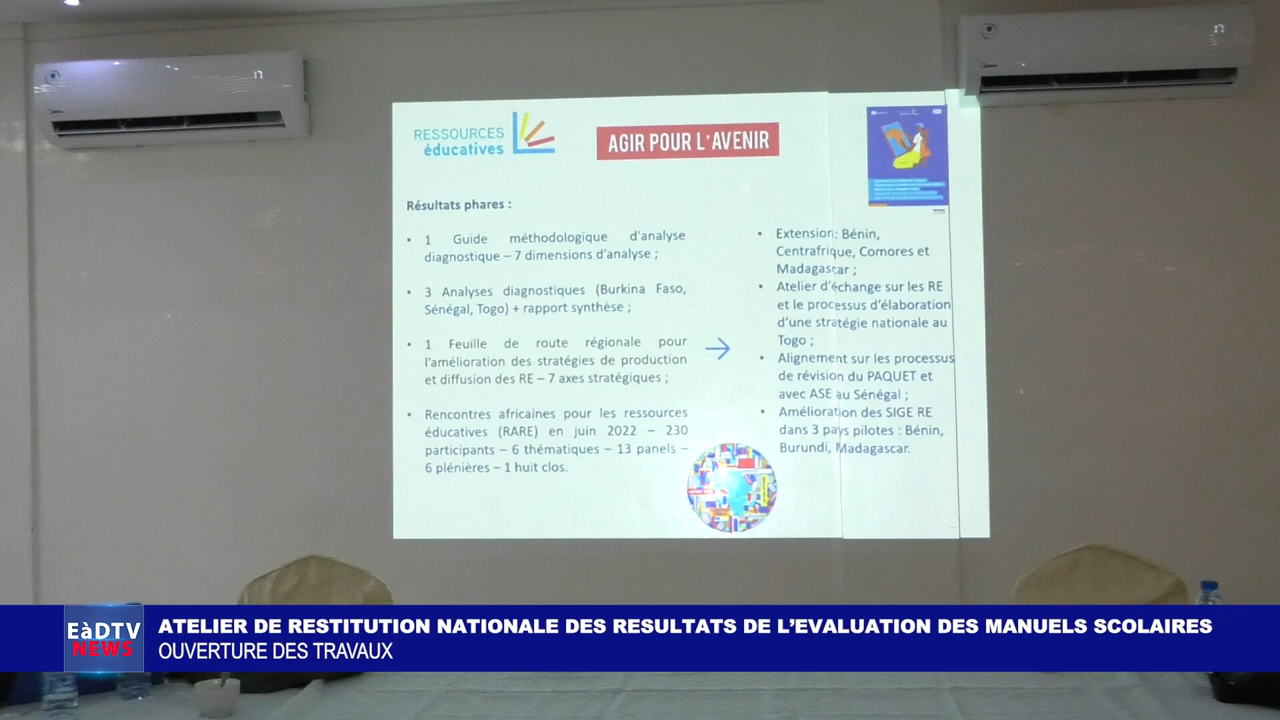 RESSOURCES
éducatives
AGIR POUR L'AVENIR
Résultats phares :
• 1 Guide méthodologique d'analyse
diagnostique – 7 dimensions d'analyse ;
• 3 Analyses diagnostiques (Burkina Faso,
Sénégal, Togo) + rapport synthèse ;
• 1 Feuille de route régionale pour
l'amélioration des stratégies de production
et diffusion des RE – 7 axes stratégiques ;
• Rencontres africaines pour les ressources
éducatives (RARE) en juin 2022 – 230
participants – 6 thématiques – 13 panels –
6 plénières – 1 huit clos.
• Extension: Bénin,
Centrafrique, Comores et
Madagascar ;
• Atelier d'échange sur les RE
et le processus d'élaboration
d'une stratégie nationale au
Togo ;
• Alignement sur les processus
de révision du PAQUET et
avec ASE au Sénégal ;
• Amélioration des SIGE RE
dans 3 pays pilotes : Bénin,
Burundi, Madagascar.
EàDTV
NEWS
ATELIER DE RESTITUTION NATIONALE DES RESULTATS DE L'EVALUATION DES MANUELS SCOLAIRES
OUVERTURE DES TRAVAUX